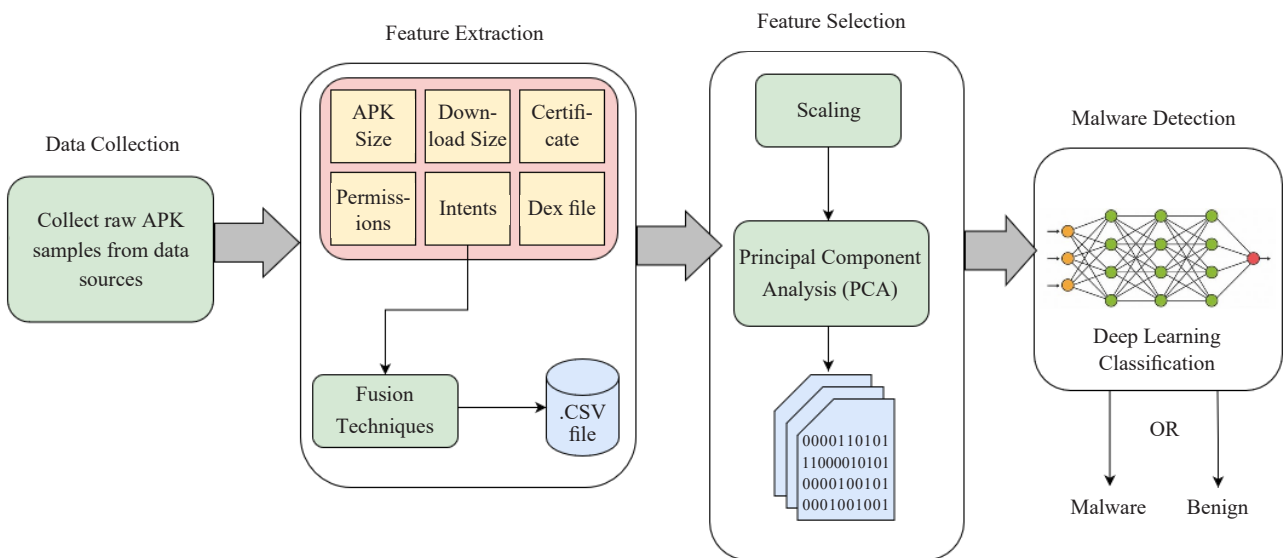 Data Collection
Collect raw APK
samples from data
sources
Feature Extraction
APK
Size
Down-
load Size
Certifi-
cate
Permiss-
ions
Intents
Dex file
Fusion
Techniques
.CSV
file
Feature Selection
Scaling
Principal Component
Analysis (PCA)
0000110101
11000010101
0000100101
0001001001
Malware Detection
Deep Learning
Classification
OR
Malware
Benign